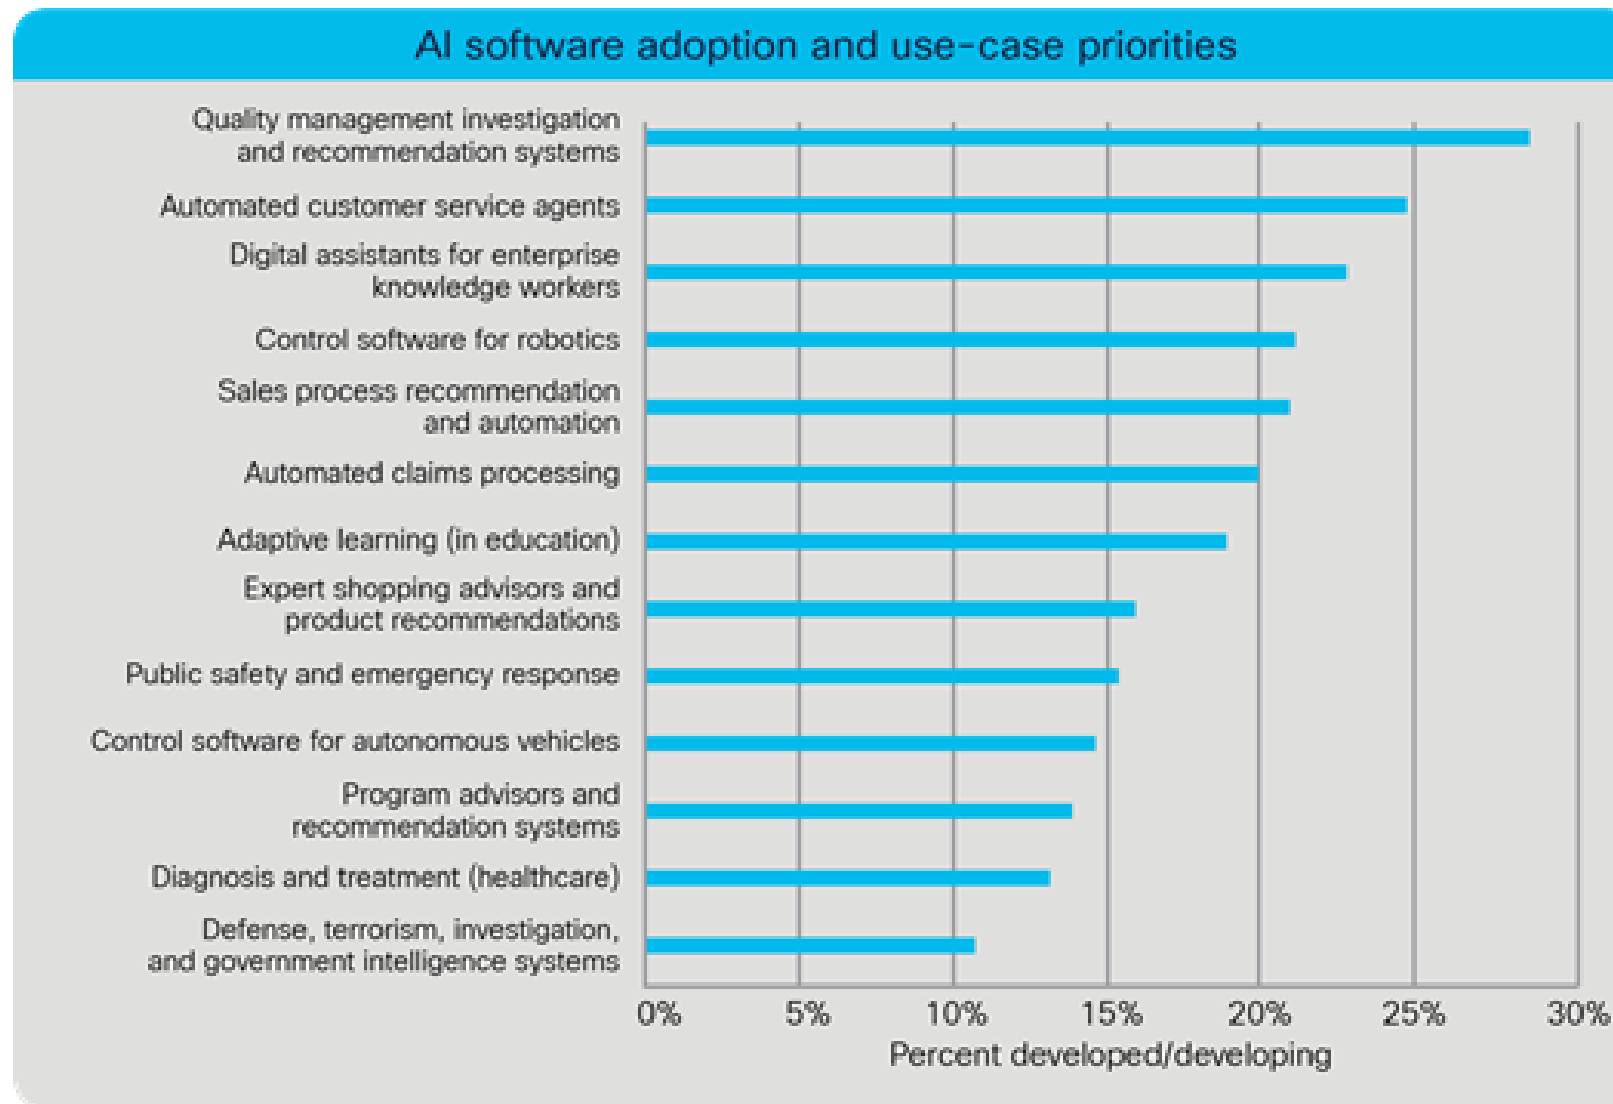 AI software adoption and use-case priorities
Quality management investigation
and recommendation systems
Automated customer service agents
Digital assistants for enterprise
knowledge workers
Control software for robotics
Sales process recommendation
and automation
Automated claims processing
Adaptive learning (in education)
Expert shopping advisors and
product recommendations
Public safety and emergency response
Control software for autonomous vehicles
Program advisors and
recommendation systems
Diagnosis and treatment (healthcare)
Defense, terrorism, investigation,
and government intelligence systems
0% 5% 10% 15% 20% 25% 30%
Percent developed/developing